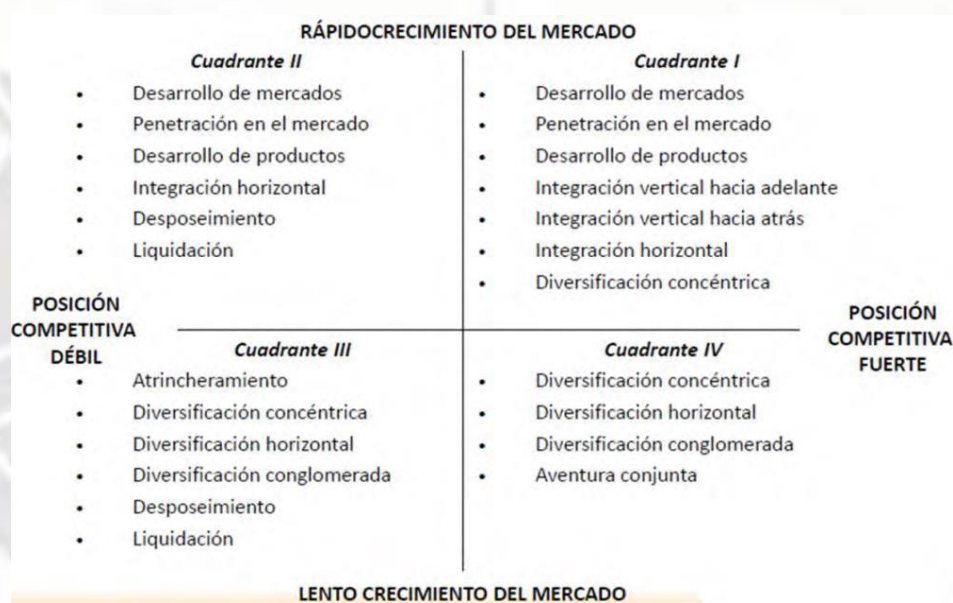 RÁPIDOCRECIMIENTO DEL MERCADO
Cuadrante II
• Desarrollo de mercados
• Penetración en el mercado
• Desarrollo de productos
• Integración horizontal
• Desposeimiento
• Liquidación
Cuadrante I
• Desarrollo de mercados
• Penetración en el mercado
• Desarrollo de productos
• Integración vertical hacia adelante
• Integración vertical hacia atrás
• Integración horizontal
• Diversificación concéntrica
POSICIÓN
COMPETITIVA
DÉBIL
POSICIÓN
COMPETITIVA
FUERTE
Cuadrante III
• Atrincheramiento
• Diversificación concéntrica
• Diversificación horizontal
• Diversificación conglomerada
• Desposeimiento
• Liquidación
Cuadrante IV
• Diversificación concéntrica
• Diversificación horizontal
• Diversificación conglomerada
• Aventura conjunta
LENTO CRECIMIENTO DEL MERCADO